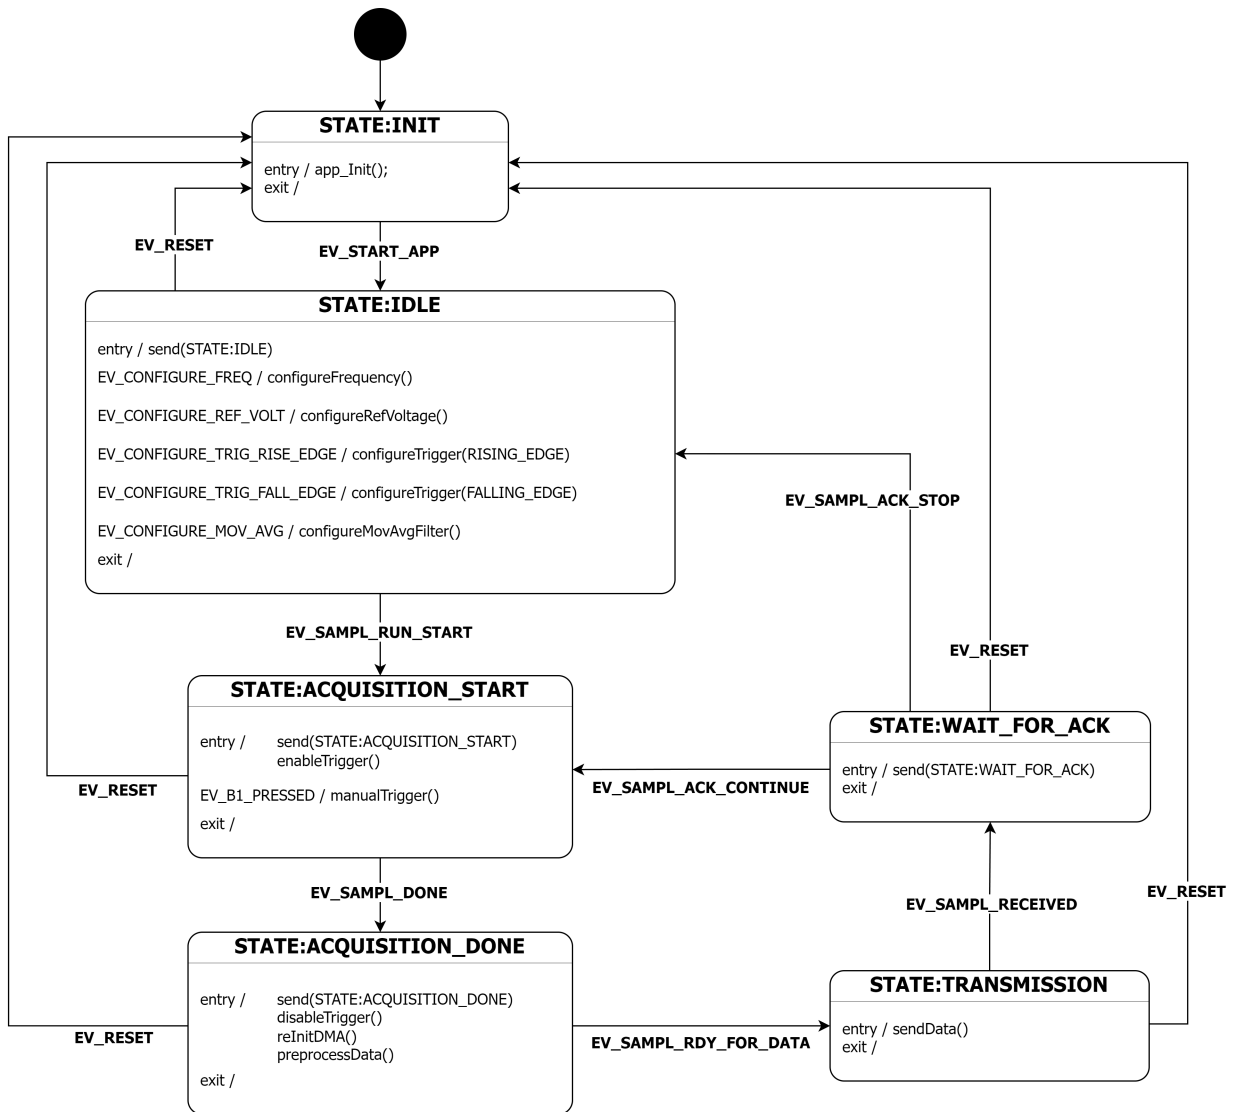 STATE:INIT
entry / app_Init();
exit /
EV_RESET
EV_START_APP
STATE:IDLE
entry / send(STATE:IDLE)
EV_CONFIGURE_FREQ / configureFrequency()
EV_CONFIGURE_REF_VOLT / configureRefVoltage()
EV_CONFIGURE_TRIG_RISE_EDGE / configureTrigger(RISING_EDGE)
EV_CONFIGURE_TRIG_FALL_EDGE / configureTrigger(FALLING_EDGE)
EV_CONFIGURE_MOV_AVG / configureMovAvgFilter()
exit /
EV_SAMPL_ACK_STOP
EV_SAMPL_RUN_START
EV_RESET
STATE:ACQUISITION_START
entry / send(STATE:ACQUISITION_START)
enableTrigger()
EV_B1_PRESSED / manualTrigger()
exit /
EV_RESET
EV_SAMPL_ACK_CONTINUE
STATE:WAIT_FOR_ACK
entry / send(STATE:WAIT_FOR_ACK)
exit /
EV_SAMPL_DONE
EV_SAMPL_RECEIVED
EV_RESET
STATE:ACQUISITION_DONE
entry / send(STATE:ACQUISITION_DONE)
disableTrigger()
reInitDMA()
preprocessData()
exit /
EV_RESET
EV_SAMPL_RDY_FOR_DATA
STATE:TRANSMISSION
entry / sendData()
exit /